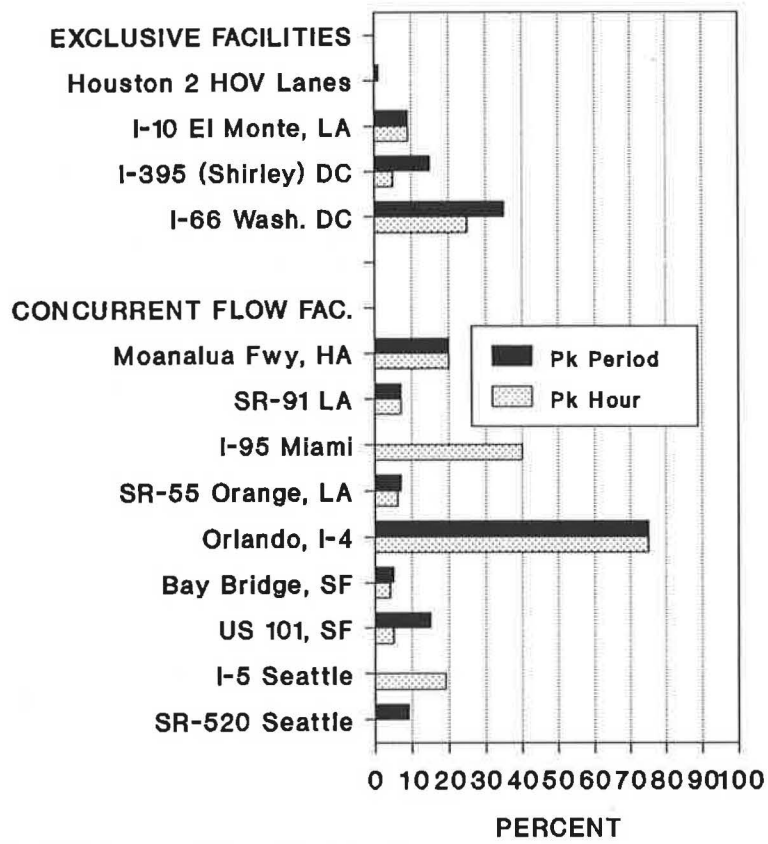 EXCLUSIVE FACILITIES
Houston 2 HOV Lanes
I-10 El Monte, LA
I-395 (Shirley) DC
I-66 Wash. DC
CONCURRENT FLOW FAC.
Moanalua Fwy, HA
SR-91 LA
I-95 Miami
SR-55 Orange, LA
Orlando, I-4
Bay Bridge, SF
US 101, SF
I-5 Seattle
SR-520 Seattle
Pk Period
Pk Hour
0 10 20 30 40 50 60 70 80 90 100
PERCENT